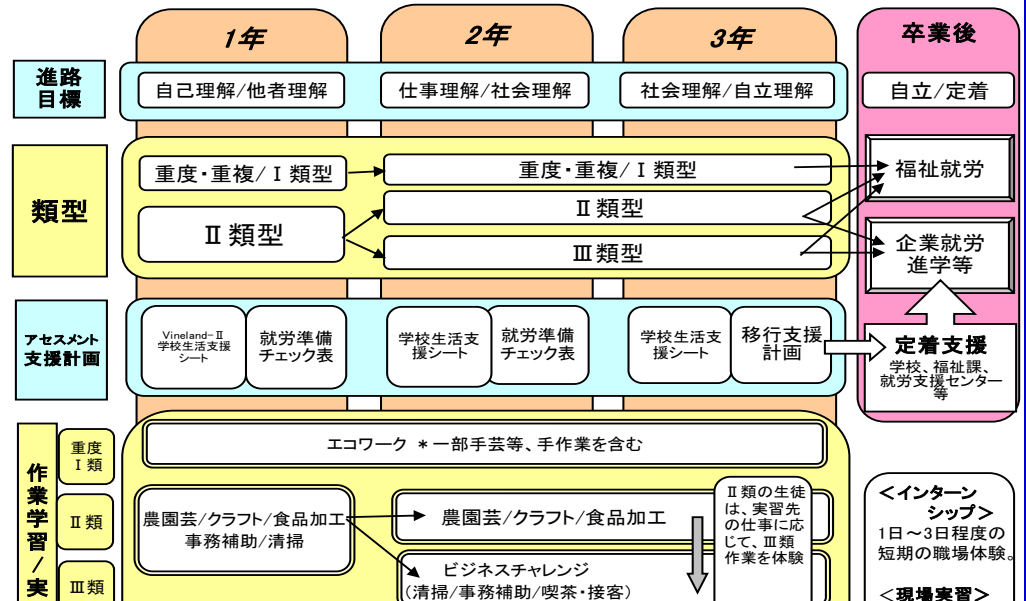 1年
2年
3年
卒業後
進路
目標
自己理解/他者理解
仕事理解/社会理解
社会理解/自立理解
自立/定着
類型
重度・重複/Ⅰ類型
重度・重複/Ⅰ類型
Ⅱ類型
Ⅱ類型
Ⅲ類型
福祉就労
企業就労
進学等
アセスメント
支援計画
Vineland-Ⅱ
学校生活支援
シート
就労準備
チェック表
学校生活支
援シート
就労準備
チェック表
学校生活支
援シート
移行支援
計画
定着支援
学校、福祉課、
就労支援センター
等
作業学習/実
重度
Ⅰ類
Ⅱ類
Ⅲ類
エコワーク *一部手芸等、手作業を含む
農園芸/クラフト/食品加工
事務補助/清掃
農園芸/クラフト/食品加工
ビジネスチャレンジ
(清掃/事務補助/喫茶・接客)
Ⅱ類の生徒
は、実習先
の仕事に応
じて、Ⅲ類
作業を体験
<インターン
シップ>
1日~3日程度の
短期の職場体験。
<現場実習>